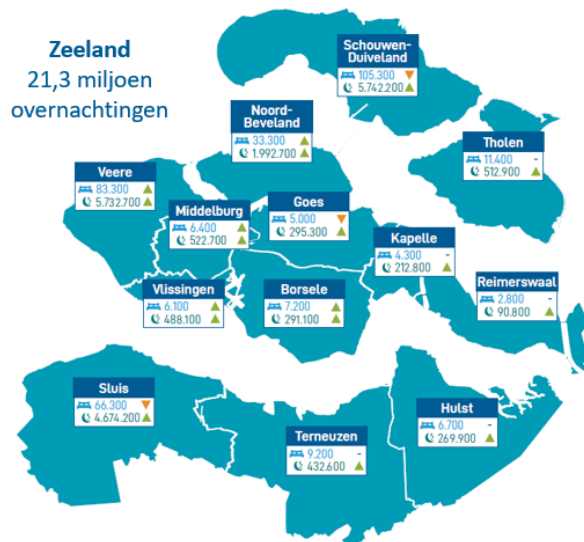 Zeeland
21,3 miljoen
overnachtingen
Schouwen-
Duiveland
105.300
5.742.200
Noord-
Beveland
33.300
1.992.700
Tholen
11.400 -
512.900
Veere
83.300
5.732.700
Middelburg
6.400
522.700
Goes
5.000
295.300
Kapelle
4.300 -
212.800
Reimerswaal
2.800 -
90.800
Vlissingen
6.100
488.100
Borsele
7.200
291.100
Sluis
66.300
4.674.200
Terneuzen
9.200 -
432.600
Hulst
6.700 -
269.900